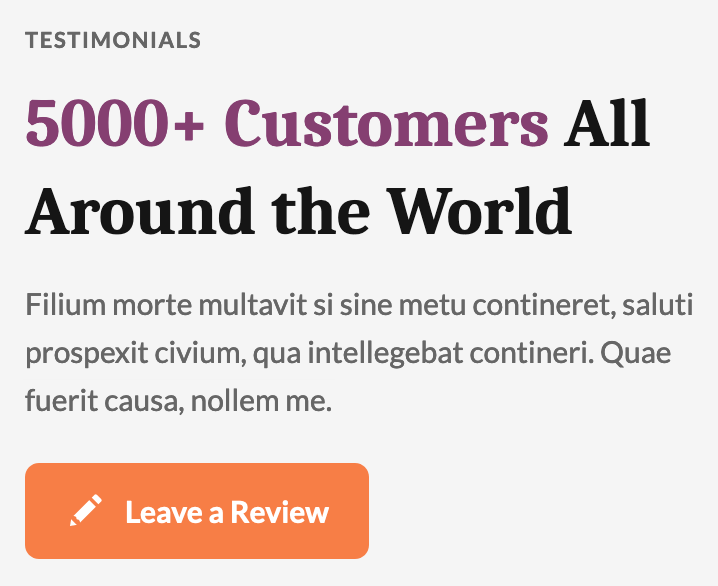 TESTIMONIALS
5000+ Customers All
Around the World
Filium morte multavit si sine metu contineret, saluti
prospexit civium, qua intellegebat contineri. Quae
fuerit causa, nollem me.
Leave a Review